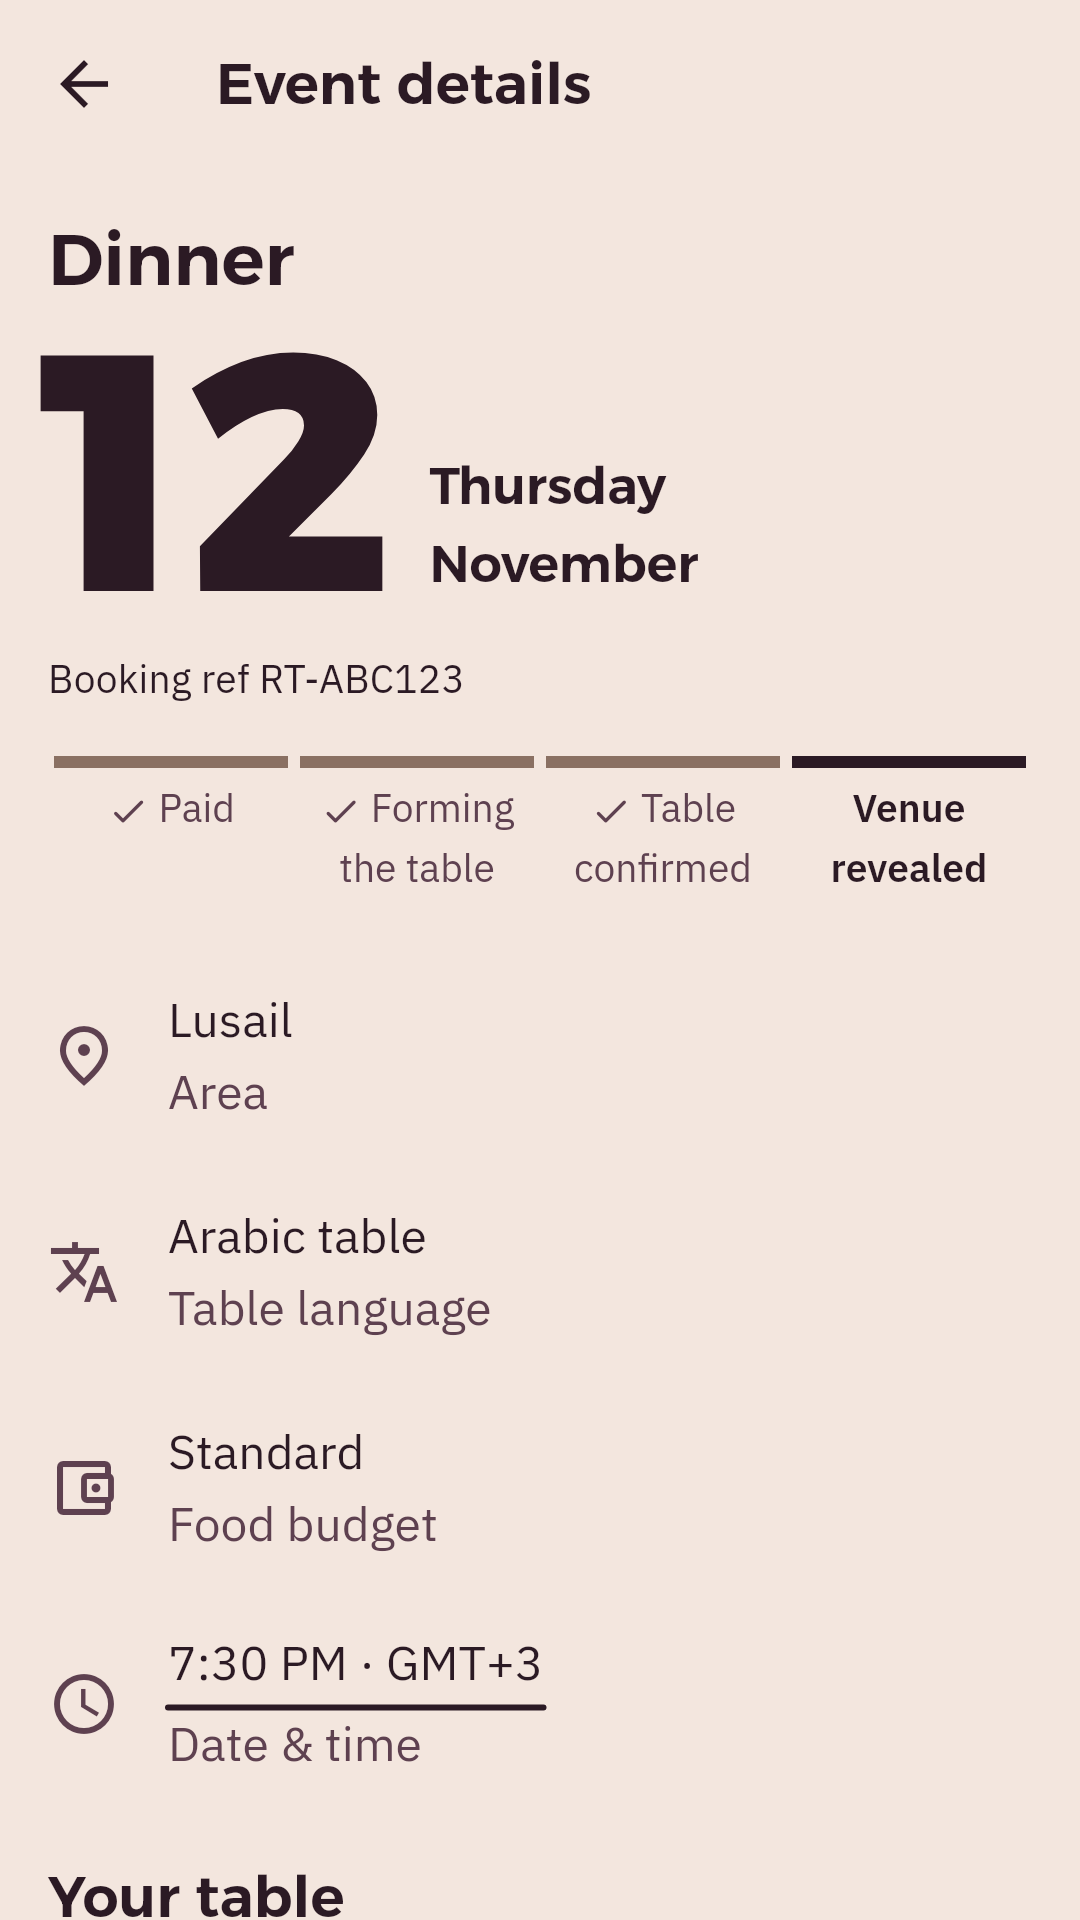 Event details
Dinner
12
Thursday
November
Booking ref RT-ABC123
Paid
Forming
the table
Table
confirmed
Venue
revealed
Lusail
Area
Arabic table
Table language
Standard
Food budget
7:30 PM · GMT+3
Date & time
Your table